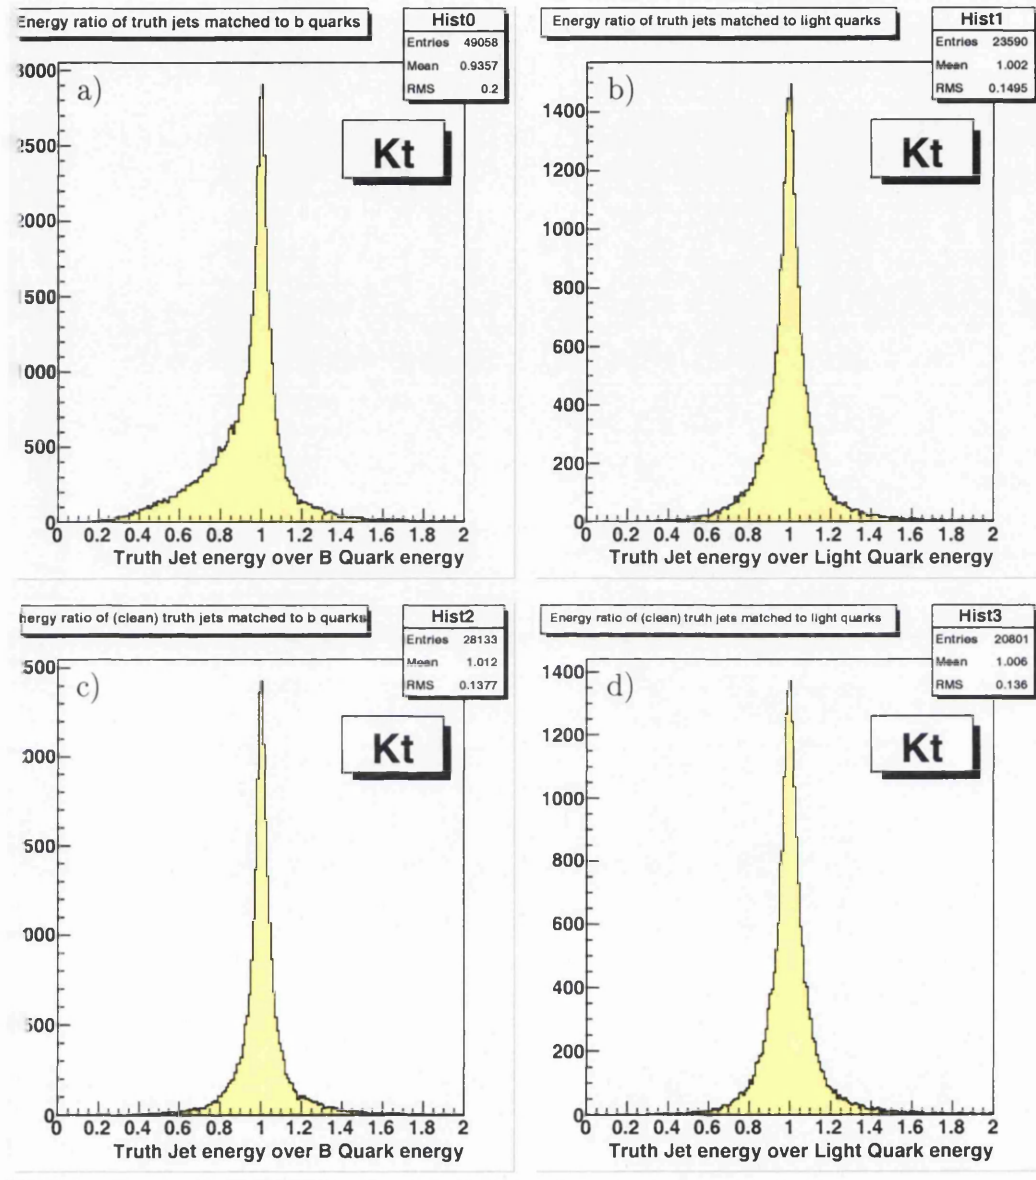 Energy ratio of truth jets matched to b quarks
Hist0
Entries 49058
Mean 0.9357
RMS 0.2
a)
Kt
3000
2500
2000
500
000
500
0
0 0.2 0.4 0.6 0.8 1 1.2 1.4 1.6 1.8 2
Truth Jet energy over B Quark energy
Energy ratio of truth jets matched to light quarks
Hist1
Entries 23590
Mean 1.002
RMS 0.1495
b)
Kt
1400
1200
1000
800
600
400
200
0
0 0.2 0.4 0.6 0.8 1 1.2 1.4 1.6 1.8 2
Truth Jet energy over Light Quark energy
nergy ratio of (clean) truth jets matched to b quarks
Hist2
Entries 28133
Mean 1.012
RMS 0.1377
c)
Kt
500
000
500
000
500
0
0 0.2 0.4 0.6 0.8 1 1.2 1.4 1.6 1.8 2
Truth Jet energy over B Quark energy
Energy ratio of (clean) truth jets matched to light quarks
Hist3
Entries 20801
Mean 1.006
RMS 0.136
d)
Kt
1400
1200
1000
800
600
400
200
0
0 0.2 0.4 0.6 0.8 1 1.2 1.4 1.6 1.8 2
Truth Jet energy over Light Quark energy